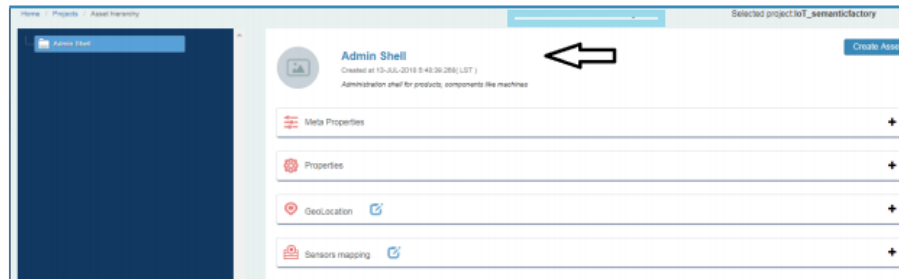 Home / Projects / Asset hierarchy
Selected project:IoT_semanticfactory
Admin Shell
Create Asse
Admin Shell
Created at 13-JUL-2018 5:48:39.268( LST )
Administration shell for products, components like machines
Meta Properties
Properties
GeoLocation
Sensors mapping